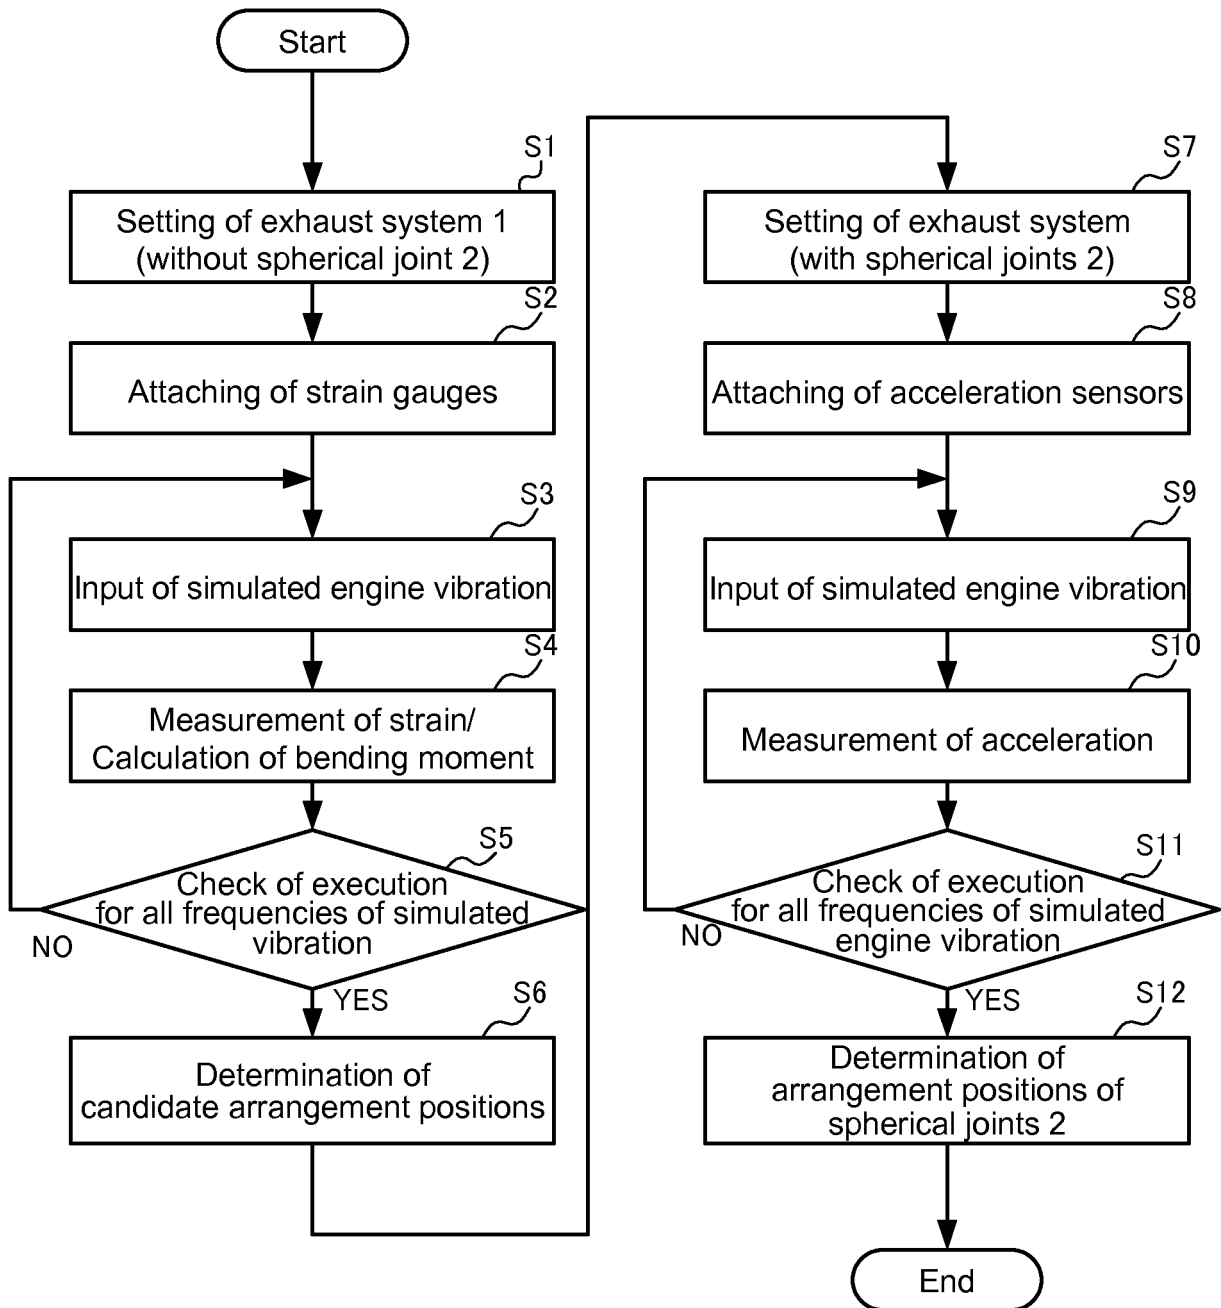 Start
S1
Setting of exhaust system 1
(without spherical joint 2)
S2
Attaching of strain gauges
S3
Input of simulated engine vibration
S4
Measurement of strain/
Calculation of bending moment
S5
Check of execution
for all frequencies of simulated
vibration
NO
YES
S6
Determination of
candidate arrangement positions
S7
Setting of exhaust system
(with spherical joints 2)
S8
Attaching of acceleration sensors
S9
Input of simulated engine vibration
S10
Measurement of acceleration
S11
Check of execution
for all frequencies of simulated
engine vibration
NO
YES
S12
Determination of
arrangement positions of
spherical joints 2
End